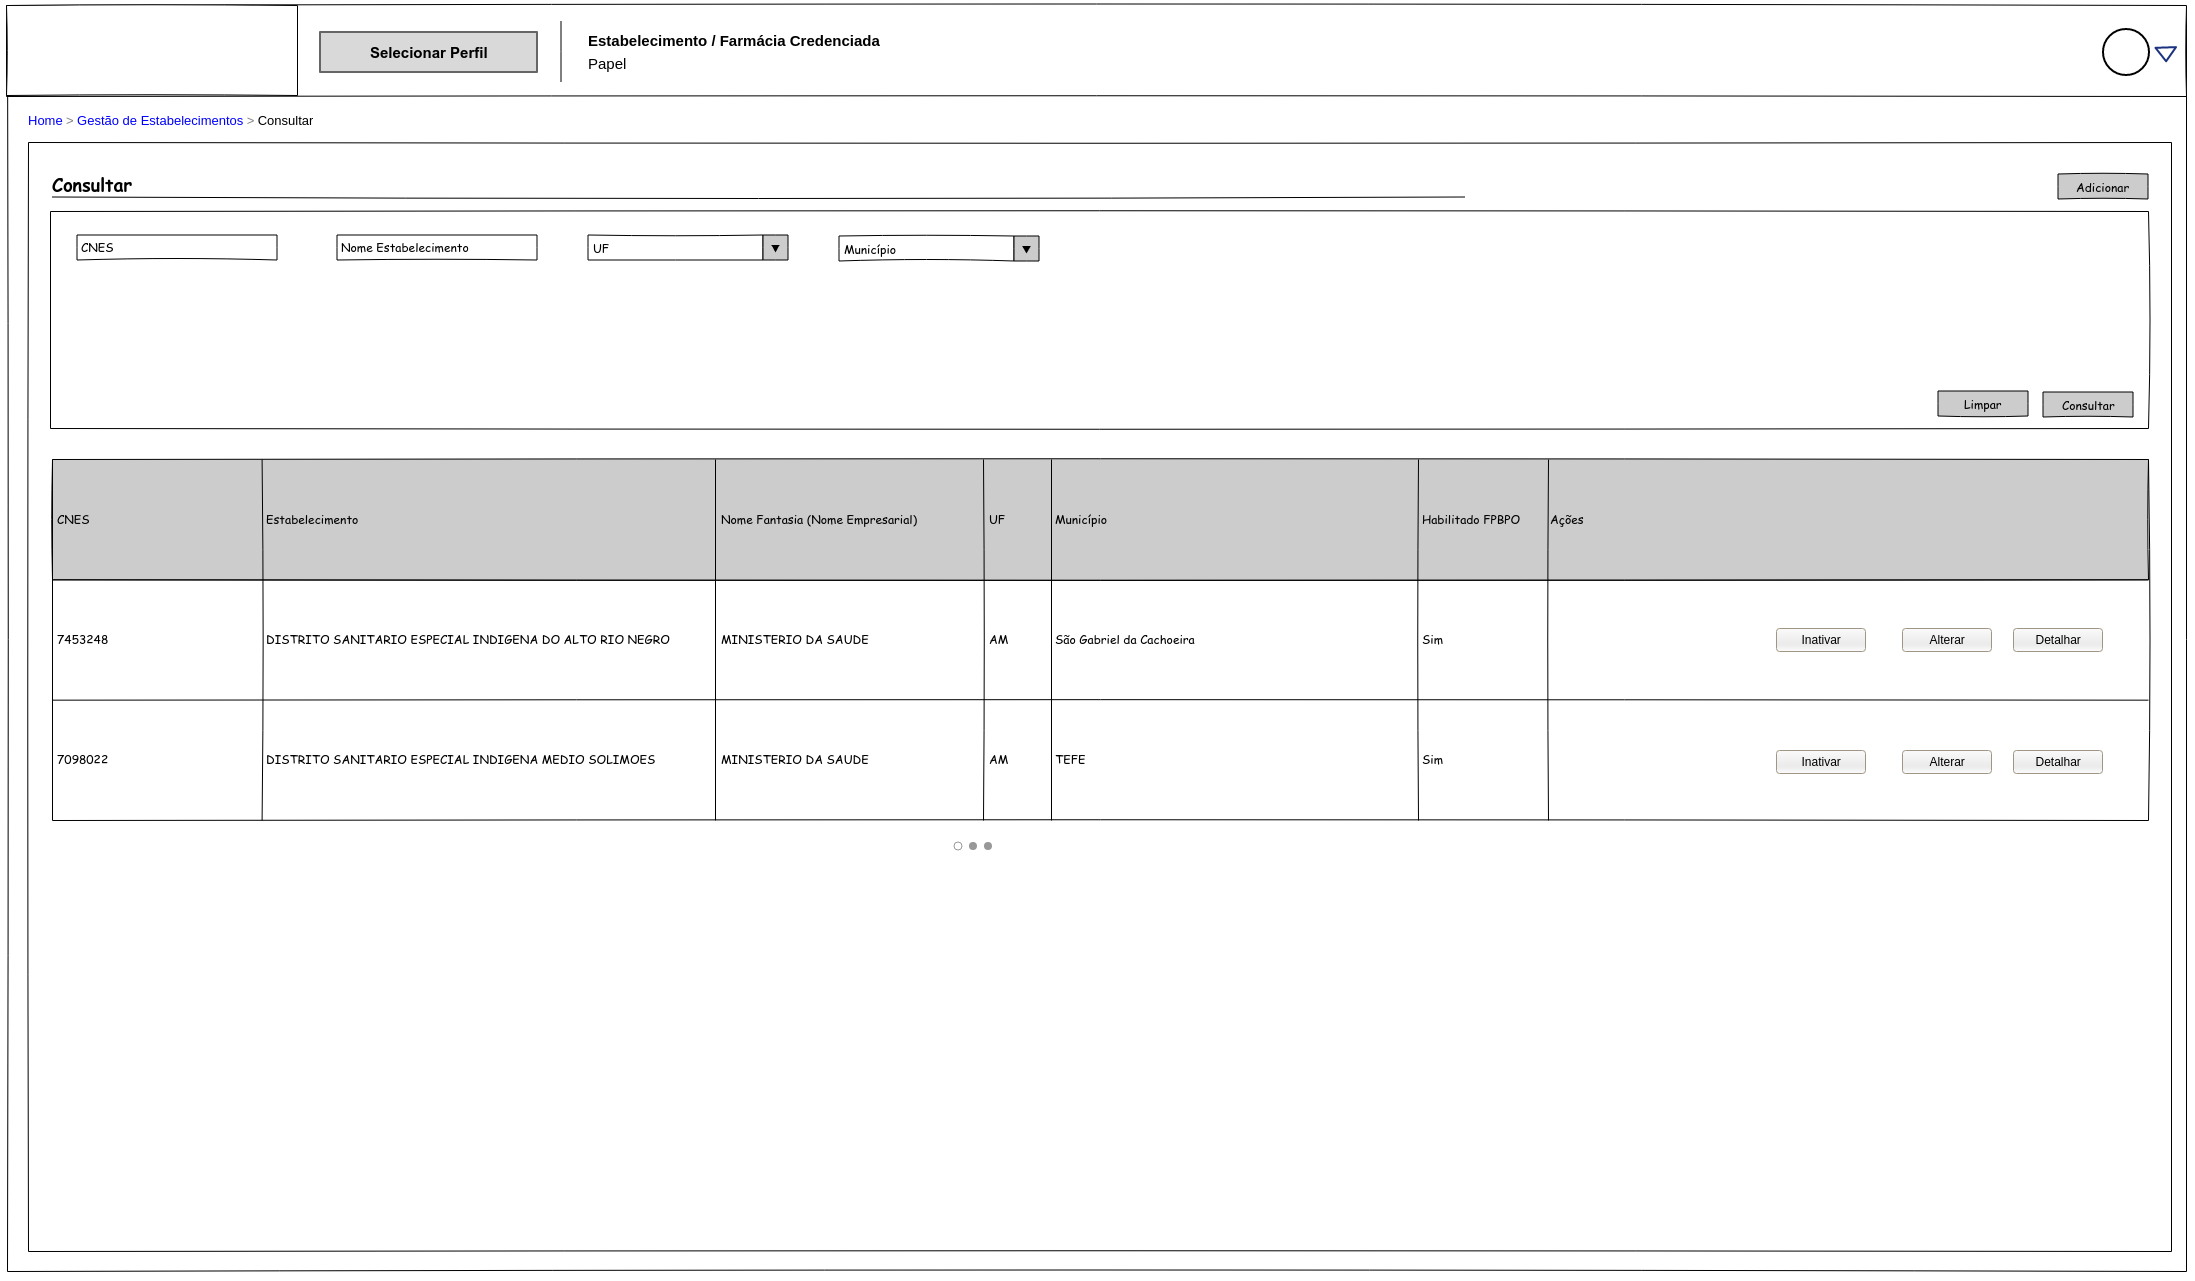 Selecionar Perfil
Estabelecimento / Farmácia Credenciada
Papel
Home > Gestão de Estabelecimentos > Consultar
Consultar
Adicionar
CNES
Nome Estabelecimento
UF
Município
Limpar
Consultar
CNES Estabelecimento Nome Fantasia (Nome Empresarial) UF Município Habilitado FPBPO Ações
7453248 DISTRITO SANITARIO ESPECIAL INDIGENA DO ALTO RIO NEGRO MINISTERIO DA SAUDE AM São Gabriel da Cachoeira Sim Inativar Alterar Detalhar
7098022 DISTRITO SANITARIO ESPECIAL INDIGENA MEDIO SOLIMOES MINISTERIO DA SAUDE AM TEFE Sim Inativar Alterar Detalhar